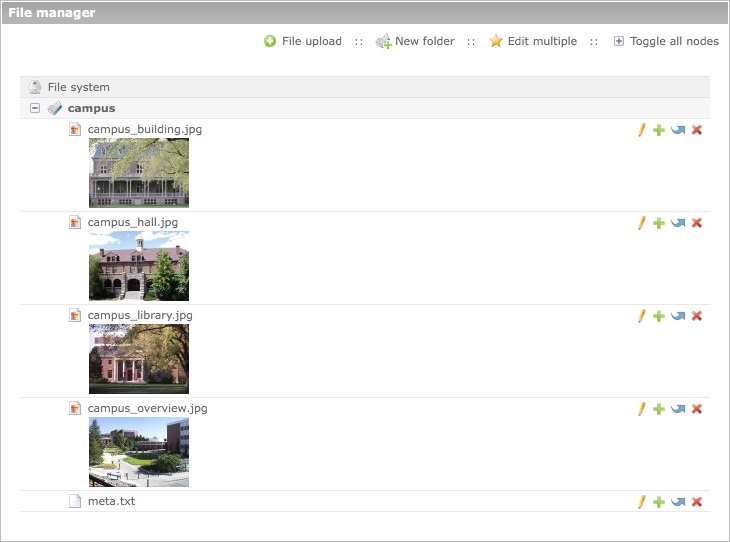 File manager
File upload :: New folder :: Edit multiple :: Toggle all nodes
File system
campus
campus_building.jpg
campus_hall.jpg
campus_library.jpg
campus_overview.jpg
meta.txt